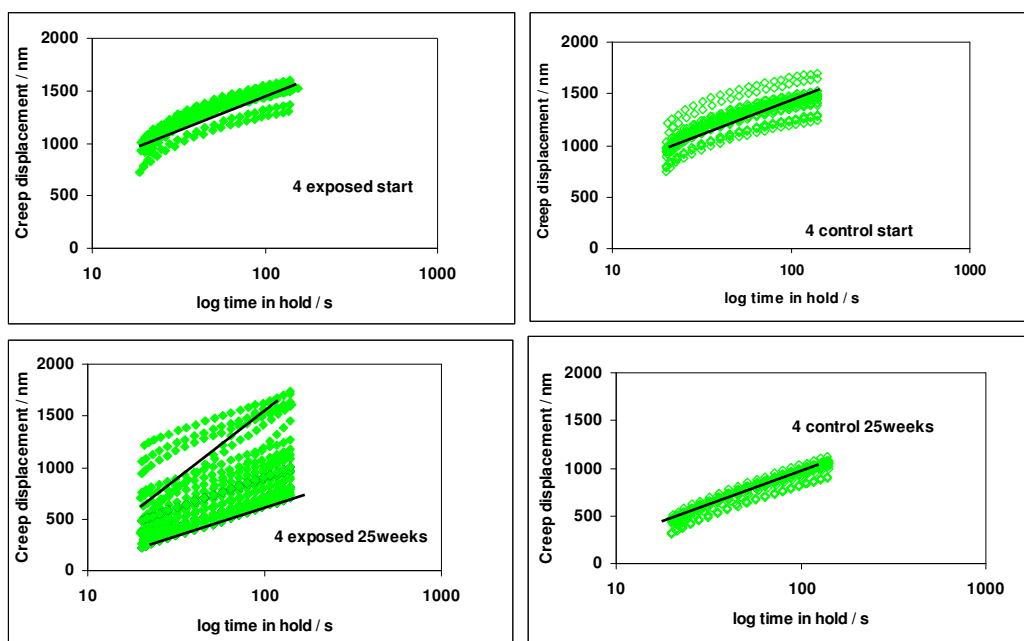 Creep displacement / nm
2000
1500
1000
500
0
4 exposed start
10
100
1000
log time in hold / s
Creep displacement / nm
2000
1500
1000
500
0
4 control start
10
100
1000
log time in hold / s
Creep displacement / nm
2000
1500
1000
500
0
4 exposed 25weeks
10
100
1000
log time in hold / s
Creep displacement / nm
2000
1500
1000
500
0
4 control 25weeks
10
100
1000
log time in hold / s